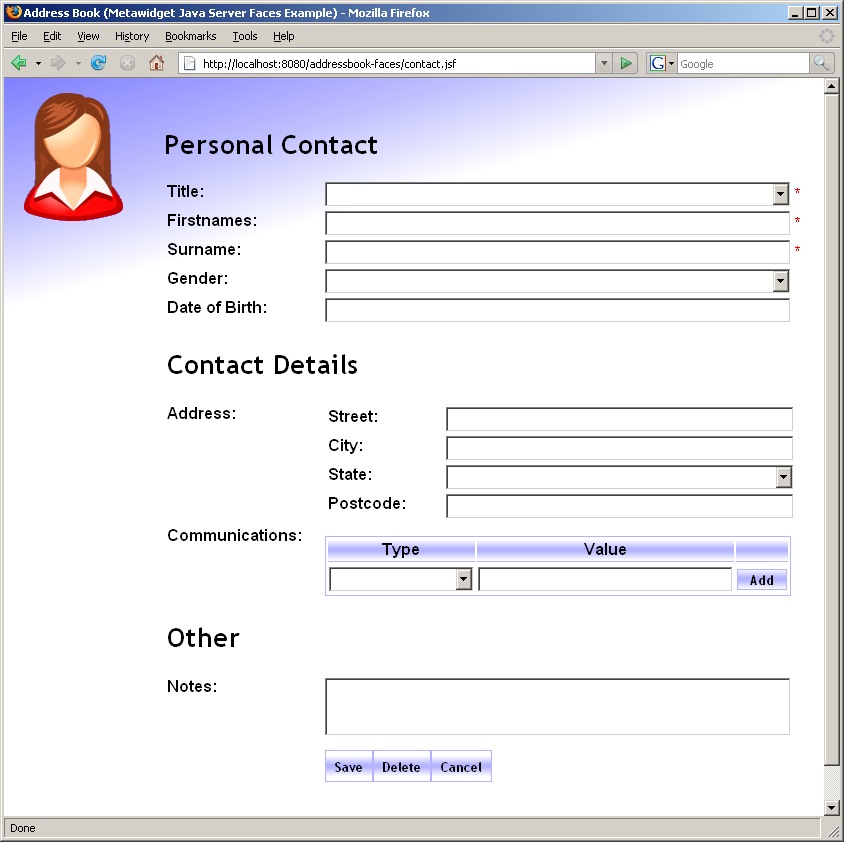 Address Book (Metawidget Java Server Faces Example) - Mozilla Firefox
File Edit View History Bookmarks Tools Help
http://localhost:8080/addressbook-faces/contact.jsf G Google
Personal Contact
Title: *
Firstnames: *
Surname: *
Gender:
Date of Birth:
Contact Details
Address: Street:
City:
State:
Postcode:
Communications:
Type Value
Add
Other
Notes:
Save Delete Cancel
Done